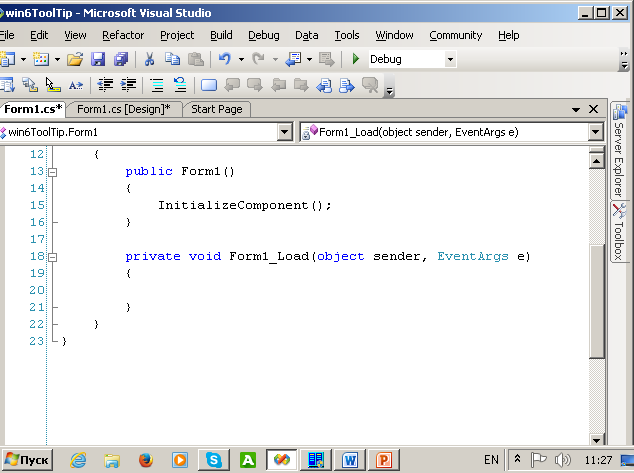 win6ToolTip - Microsoft Visual Studio
File Edit View Refactor Project Build Debug Data Tools Window Community Help
Debug
Form1.cs* Form1.cs [Design]* Start Page
win6ToolTip.Form1 Form1_Load(object sender, EventArgs e)
12 {
13 public Form1()
14 {
15 InitializeComponent();
16 }
17
18 private void Form1_Load(object sender, EventArgs e)
19 {
20
21 }
22 }
23 }
Server Explorer
Toolbox
Пуск EN 11:27